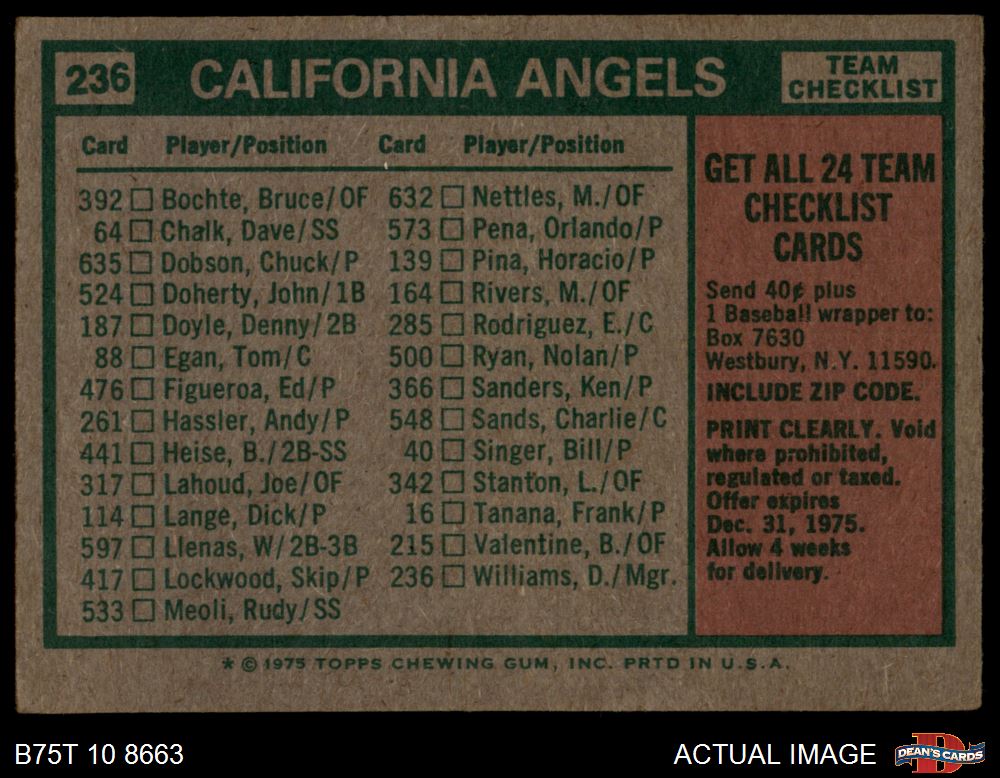 236 CALIFORNIA ANGELS TEAM CHECKLIST
Card Player/Position Card Player/Position
392 Bochte, Bruce/OF 632 Nettles, M./OF
64 Chalk, Dave/SS 573 Pena, Orlando/P
635 Dobson, Chuck/P 139 Pina, Horacio/P
524 Doherty, John/1B 164 Rivers, M./OF
187 Doyle, Denny/2B 285 Rodriguez, E./C
88 Egan, Tom/C 500 Ryan, Nolan/P
476 Figueroa, Ed/P 366 Sanders, Ken/P
261 Hassler, Andy/P 548 Sands, Charlie/C
441 Heise, B./2B-SS 40 Singer, Bill/P
317 Lahoud, Joe/OF 342 Stanton, L./OF
114 Lange, Dick/P 16 Tanana, Frank/P
597 Llenas, W/2B-3B 215 Valentine, B./OF
417 Lockwood, Skip/P 236 Williams, D./Mgr.
533 Meoli, Rudy/SS
GET ALL 24 TEAM
CHECKLIST
CARDS
Send 40¢ plus
1 Baseball wrapper to:
Box 7630
Westbury, N.Y. 11590.
INCLUDE ZIP CODE.
PRINT CLEARLY. Void
where prohibited,
regulated or taxed.
Offer expires
Dec. 31, 1975.
Allow 4 weeks
for delivery.
* © 1975 TOPPS CHEWING GUM, INC. PRTD IN U.S.A.
B75T 10 8663
ACTUAL IMAGE
DEAN'S CARDS